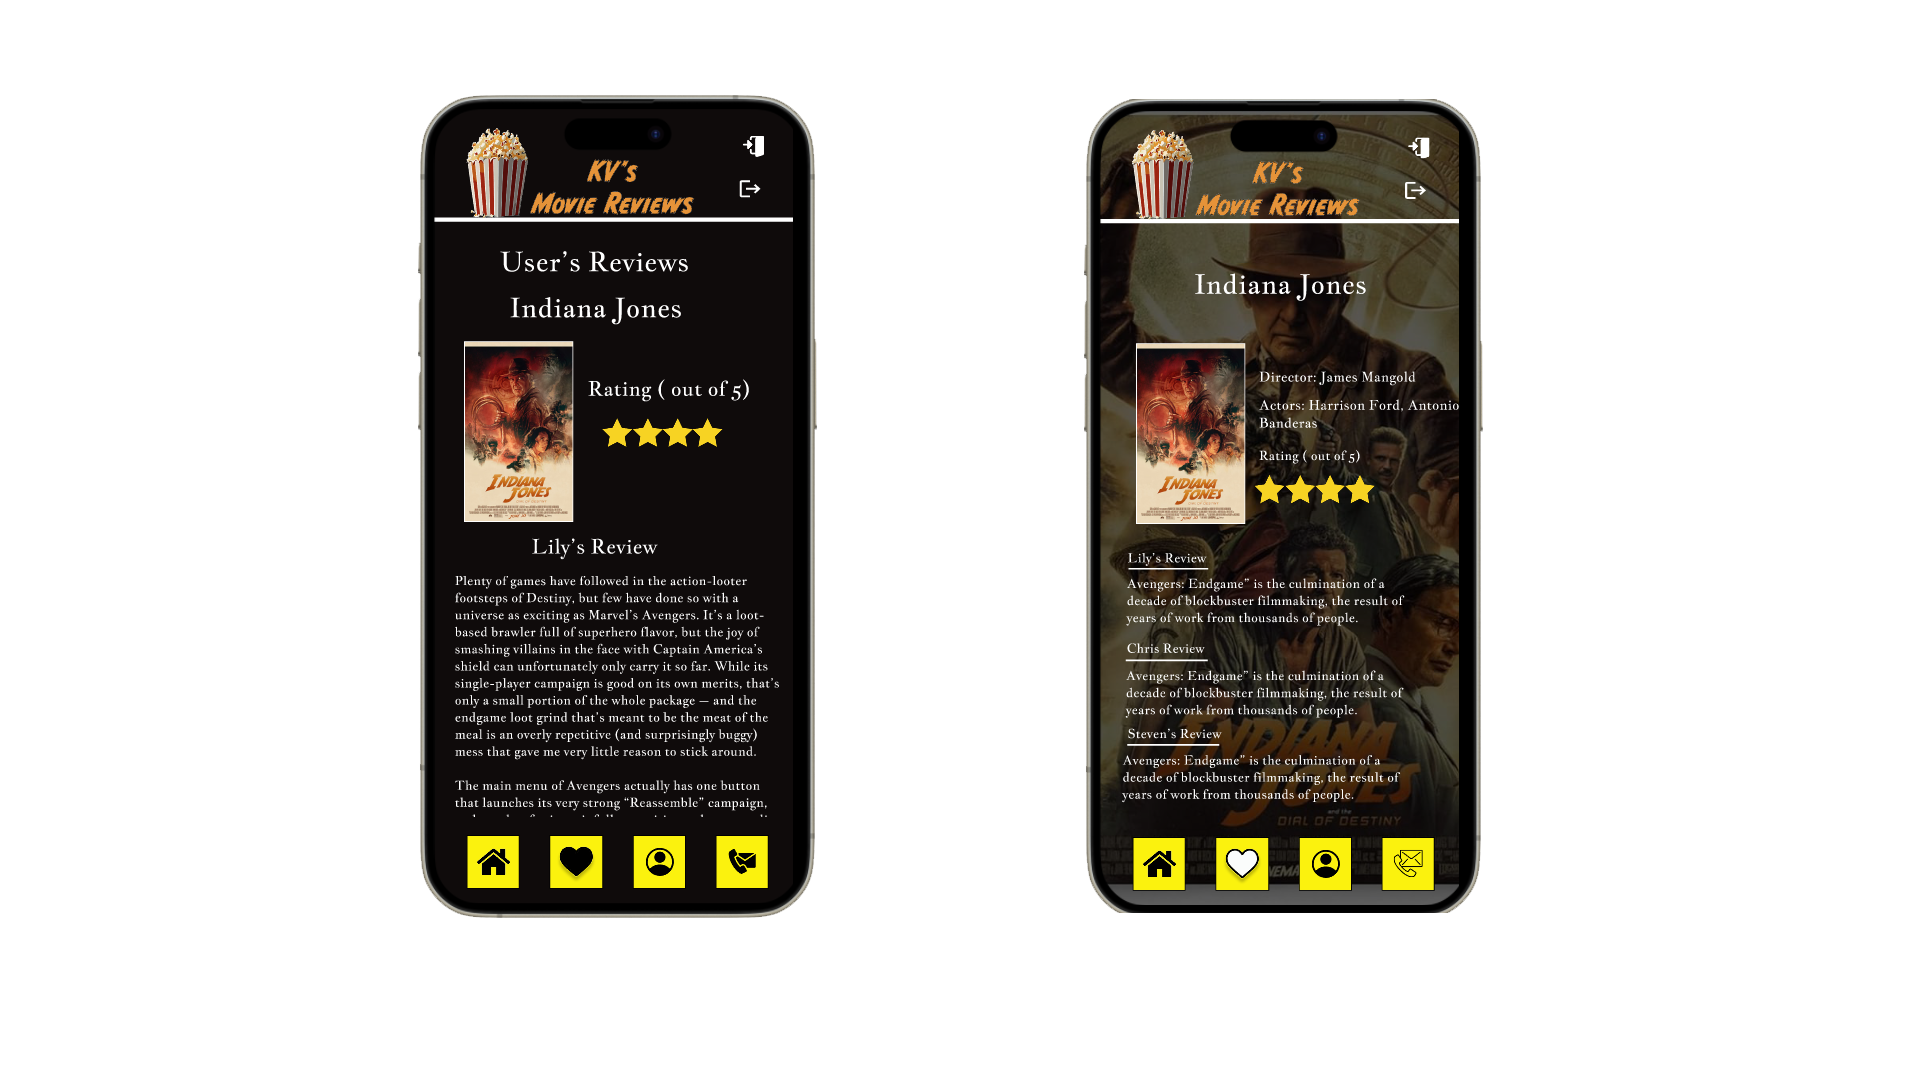 KV's
Movie Reviews
User's Reviews
Indiana Jones
Rating ( out of 5)
INDIANA
JONES
Lily's Review
Plenty of games have followed in the action-looter
footsteps of Destiny, but few have done so with a
universe as exciting as Marvel's Avengers. It's a loot-
based brawler full of superhero flavor, but the joy of
smashing villains in the face with Captain America's
shield can unfortunately only carry it so far. While its
single-player campaign is good on its own merits, that's
only a small portion of the whole package — and the
endgame loot grind that's meant to be the meat of the
meal is an overly repetitive (and surprisingly buggy)
mess that gave me very little reason to stick around.
The main menu of Avengers actually has one button
that launches its very strong “Reassemble” campaign,
KV's
Movie Reviews
Indiana Jones
Director: James Mangold
Actors: Harrison Ford, Antonio
Banderas
Rating ( out of 5)
INDIANA
JONES
Lily's Review
Avengers: Endgame” is the culmination of a
decade of blockbuster filmmaking, the result of
years of work from thousands of people.
Chris Review
Avengers: Endgame” is the culmination of a
decade of blockbuster filmmaking, the result of
years of work from thousands of people.
Steven's Review
Avengers: Endgame” is the culmination of a
decade of blockbuster filmmaking, the result of
years of work from thousands of people.
INDIANA
JONES
and the
DIAL OF DESTINY